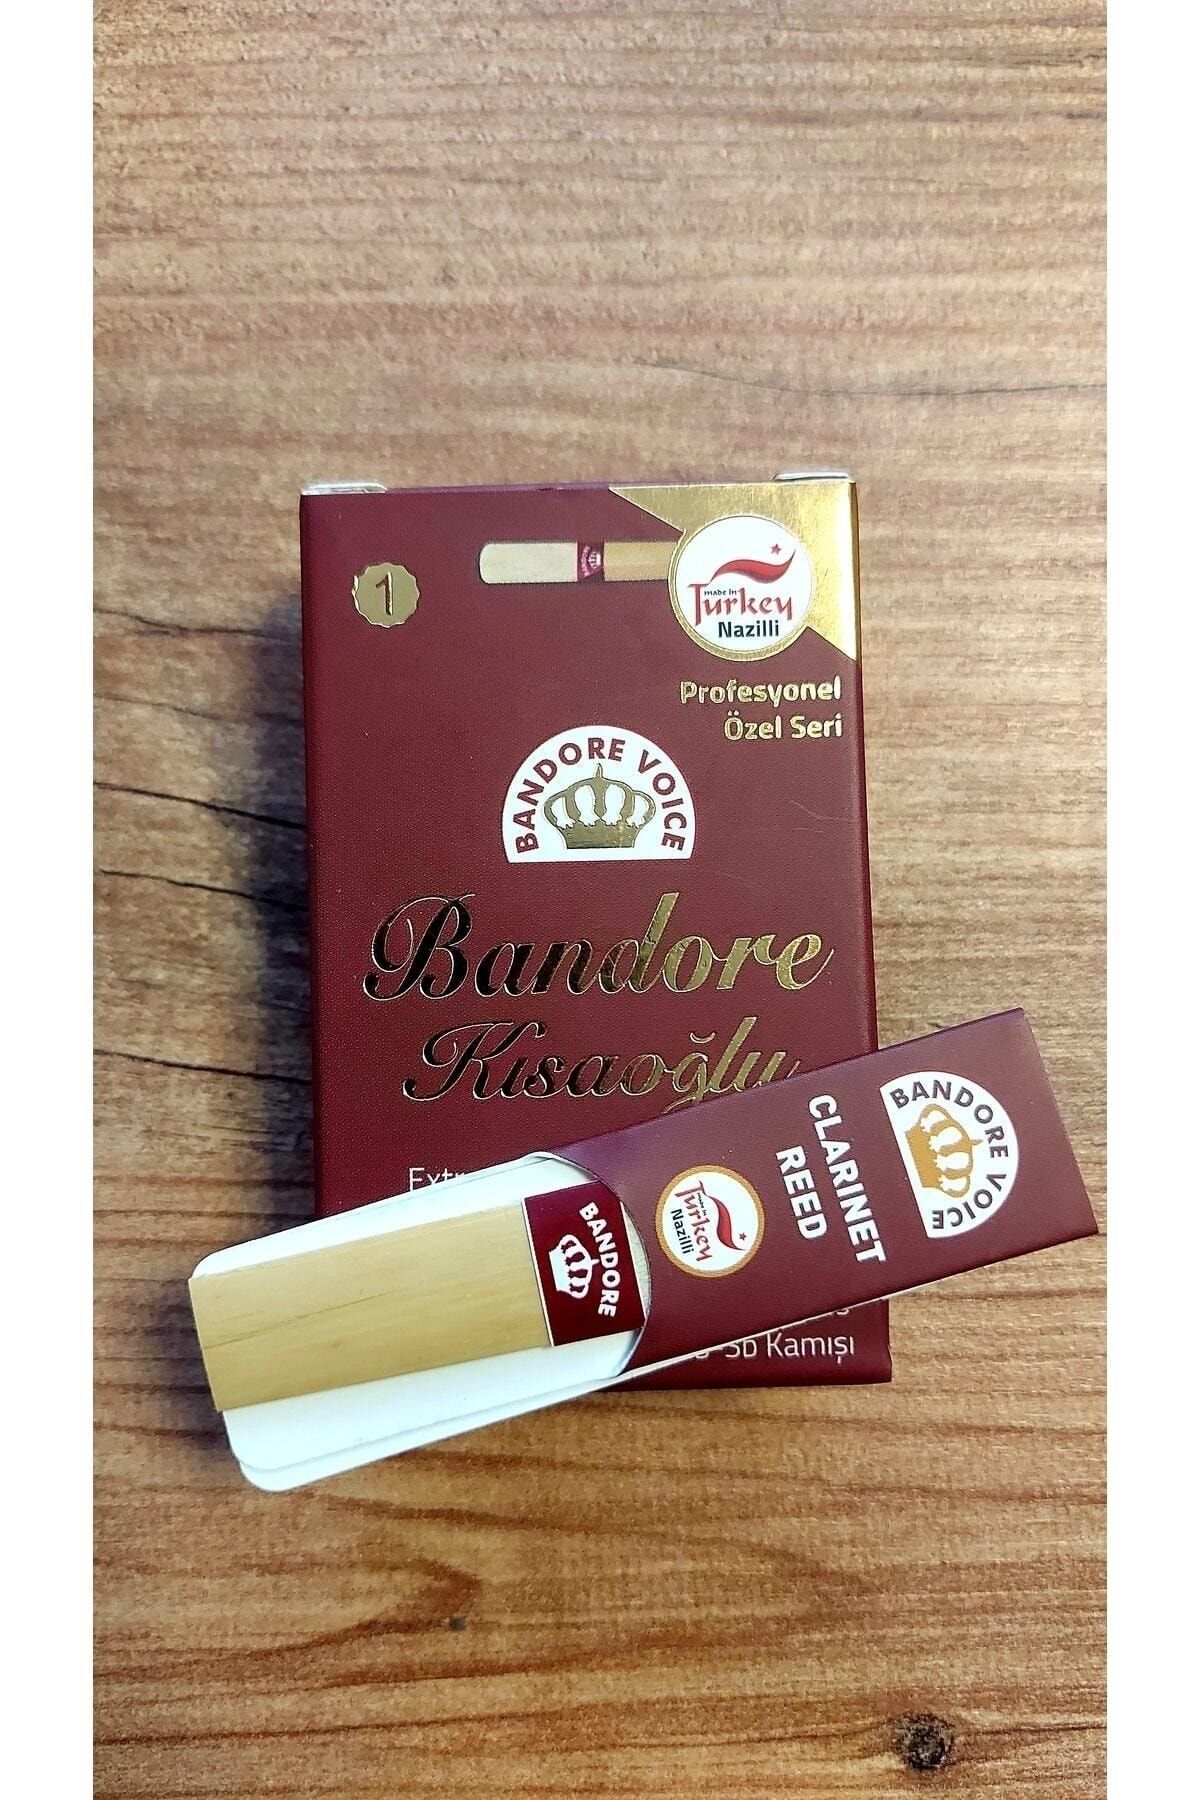 1
BANDORE
made in
Turkey
Nazilli
Profesyonel
Özel Seri
BANDORE VOICE
Bandore
Kısaoğlu
Kamışı
BANDORE
made in
Turkey
Nazilli
CLARINET
REED
BANDORE VOICE